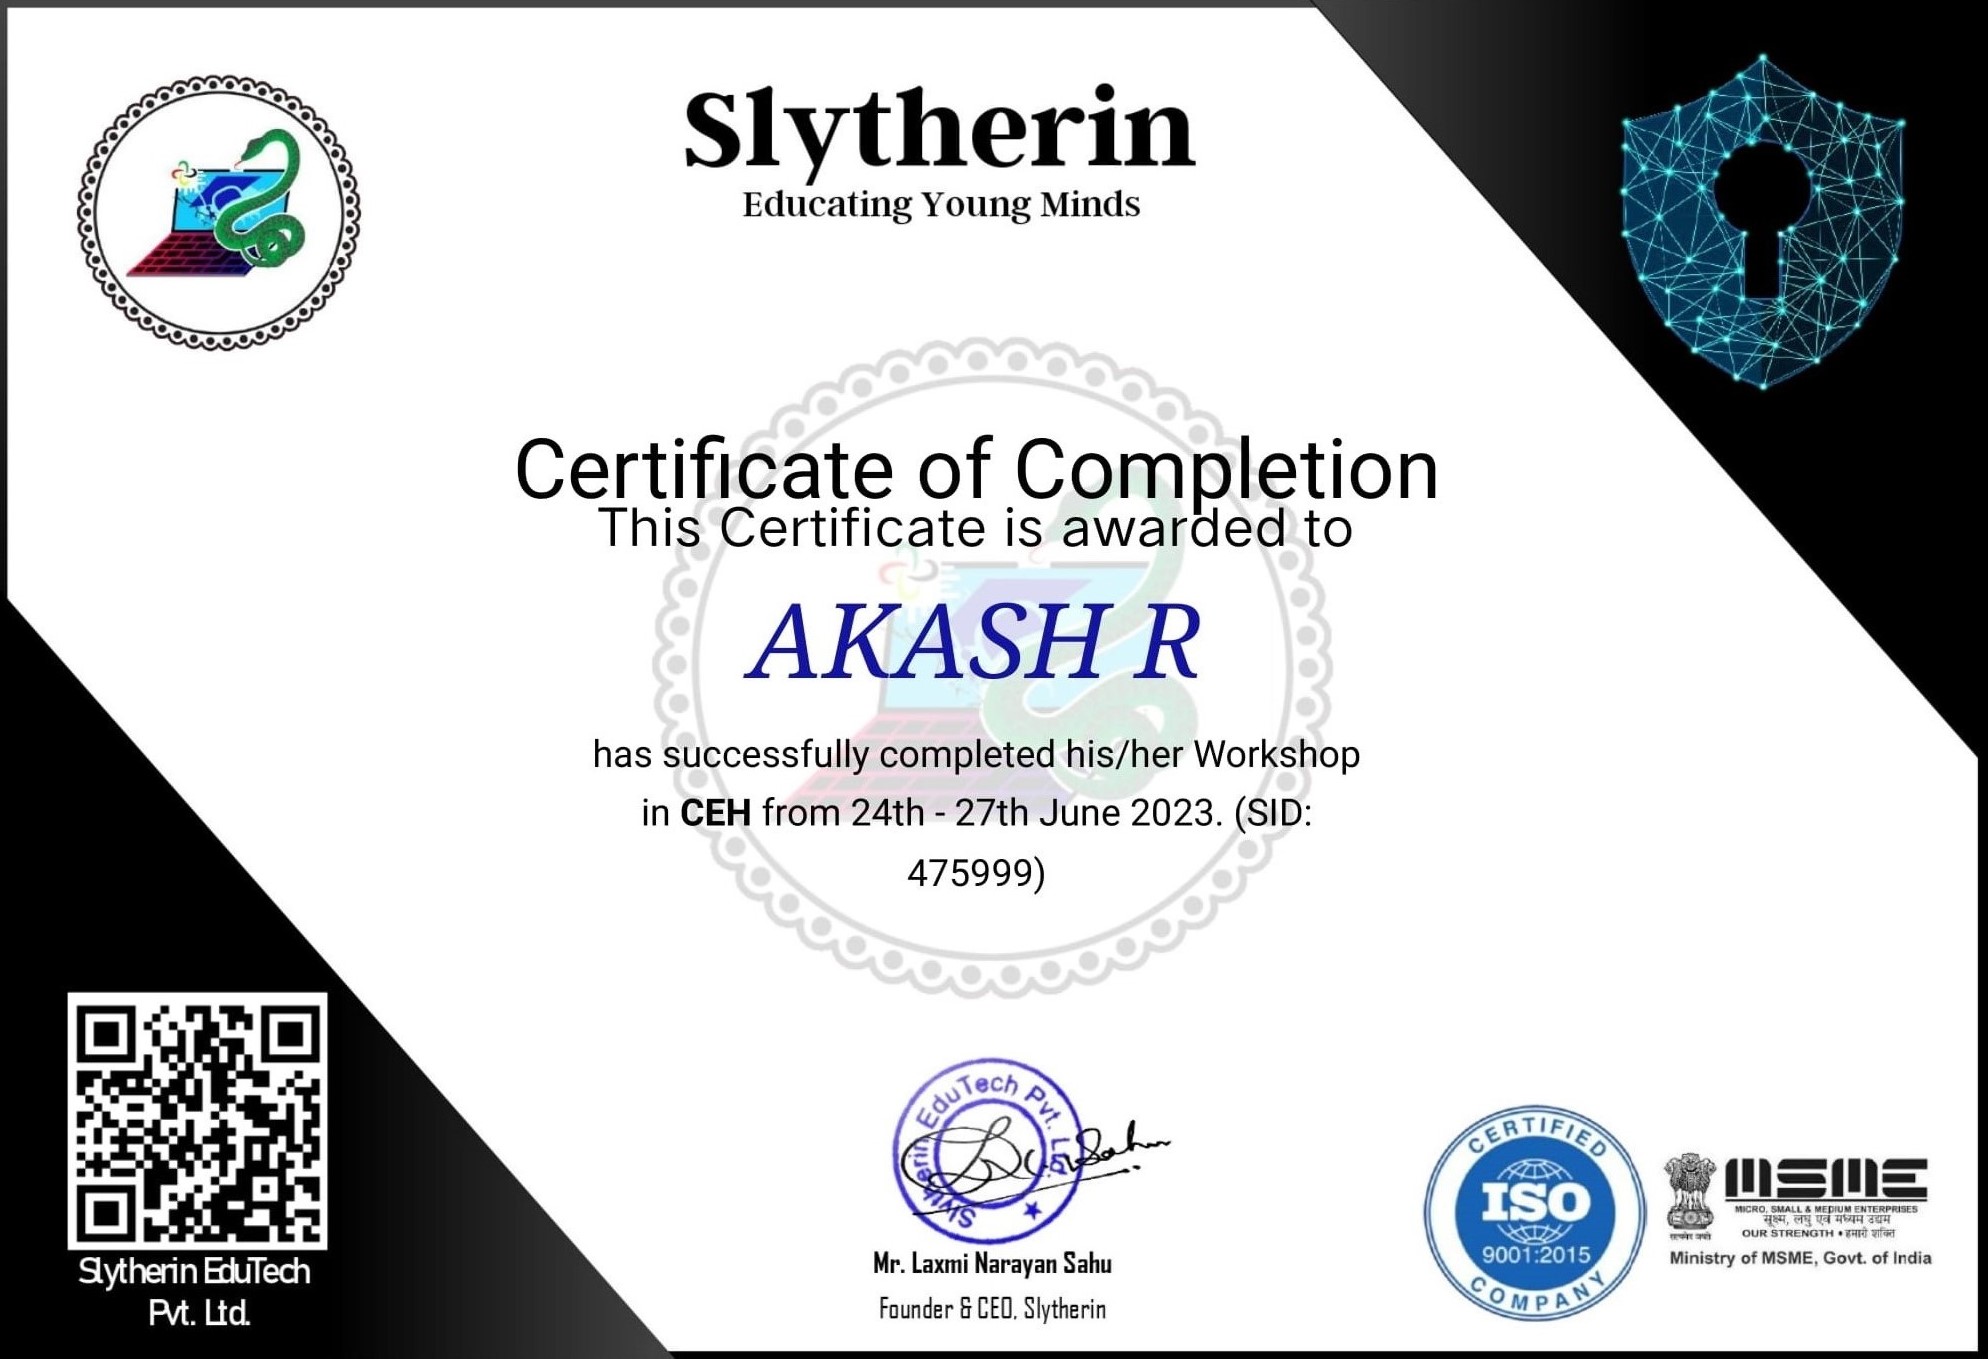 Slytherin
Educating Young Minds
Certificate of Completion
This Certificate is awarded to
AKASH R
has successfully completed his/her Workshop
in CEH from 24th - 27th June 2023. (SID:
475999)
Slytherin EduTech
Pvt. Ltd.
Slytherin EduTech Pvt. Ltd.
Mr. Laxmi Narayan Sahu
Founder & CEO, Slytherin
CERTIFIED
ISO
9001:2015
COMPANY
सत्यमेव जयते
MSME
MICRO, SMALL & MEDIUM ENTERPRISES
सूक्ष्म, लघु एवं मध्यम उद्यम
OUR STRENGTH • हमारी शक्ति
Ministry of MSME, Govt. of India